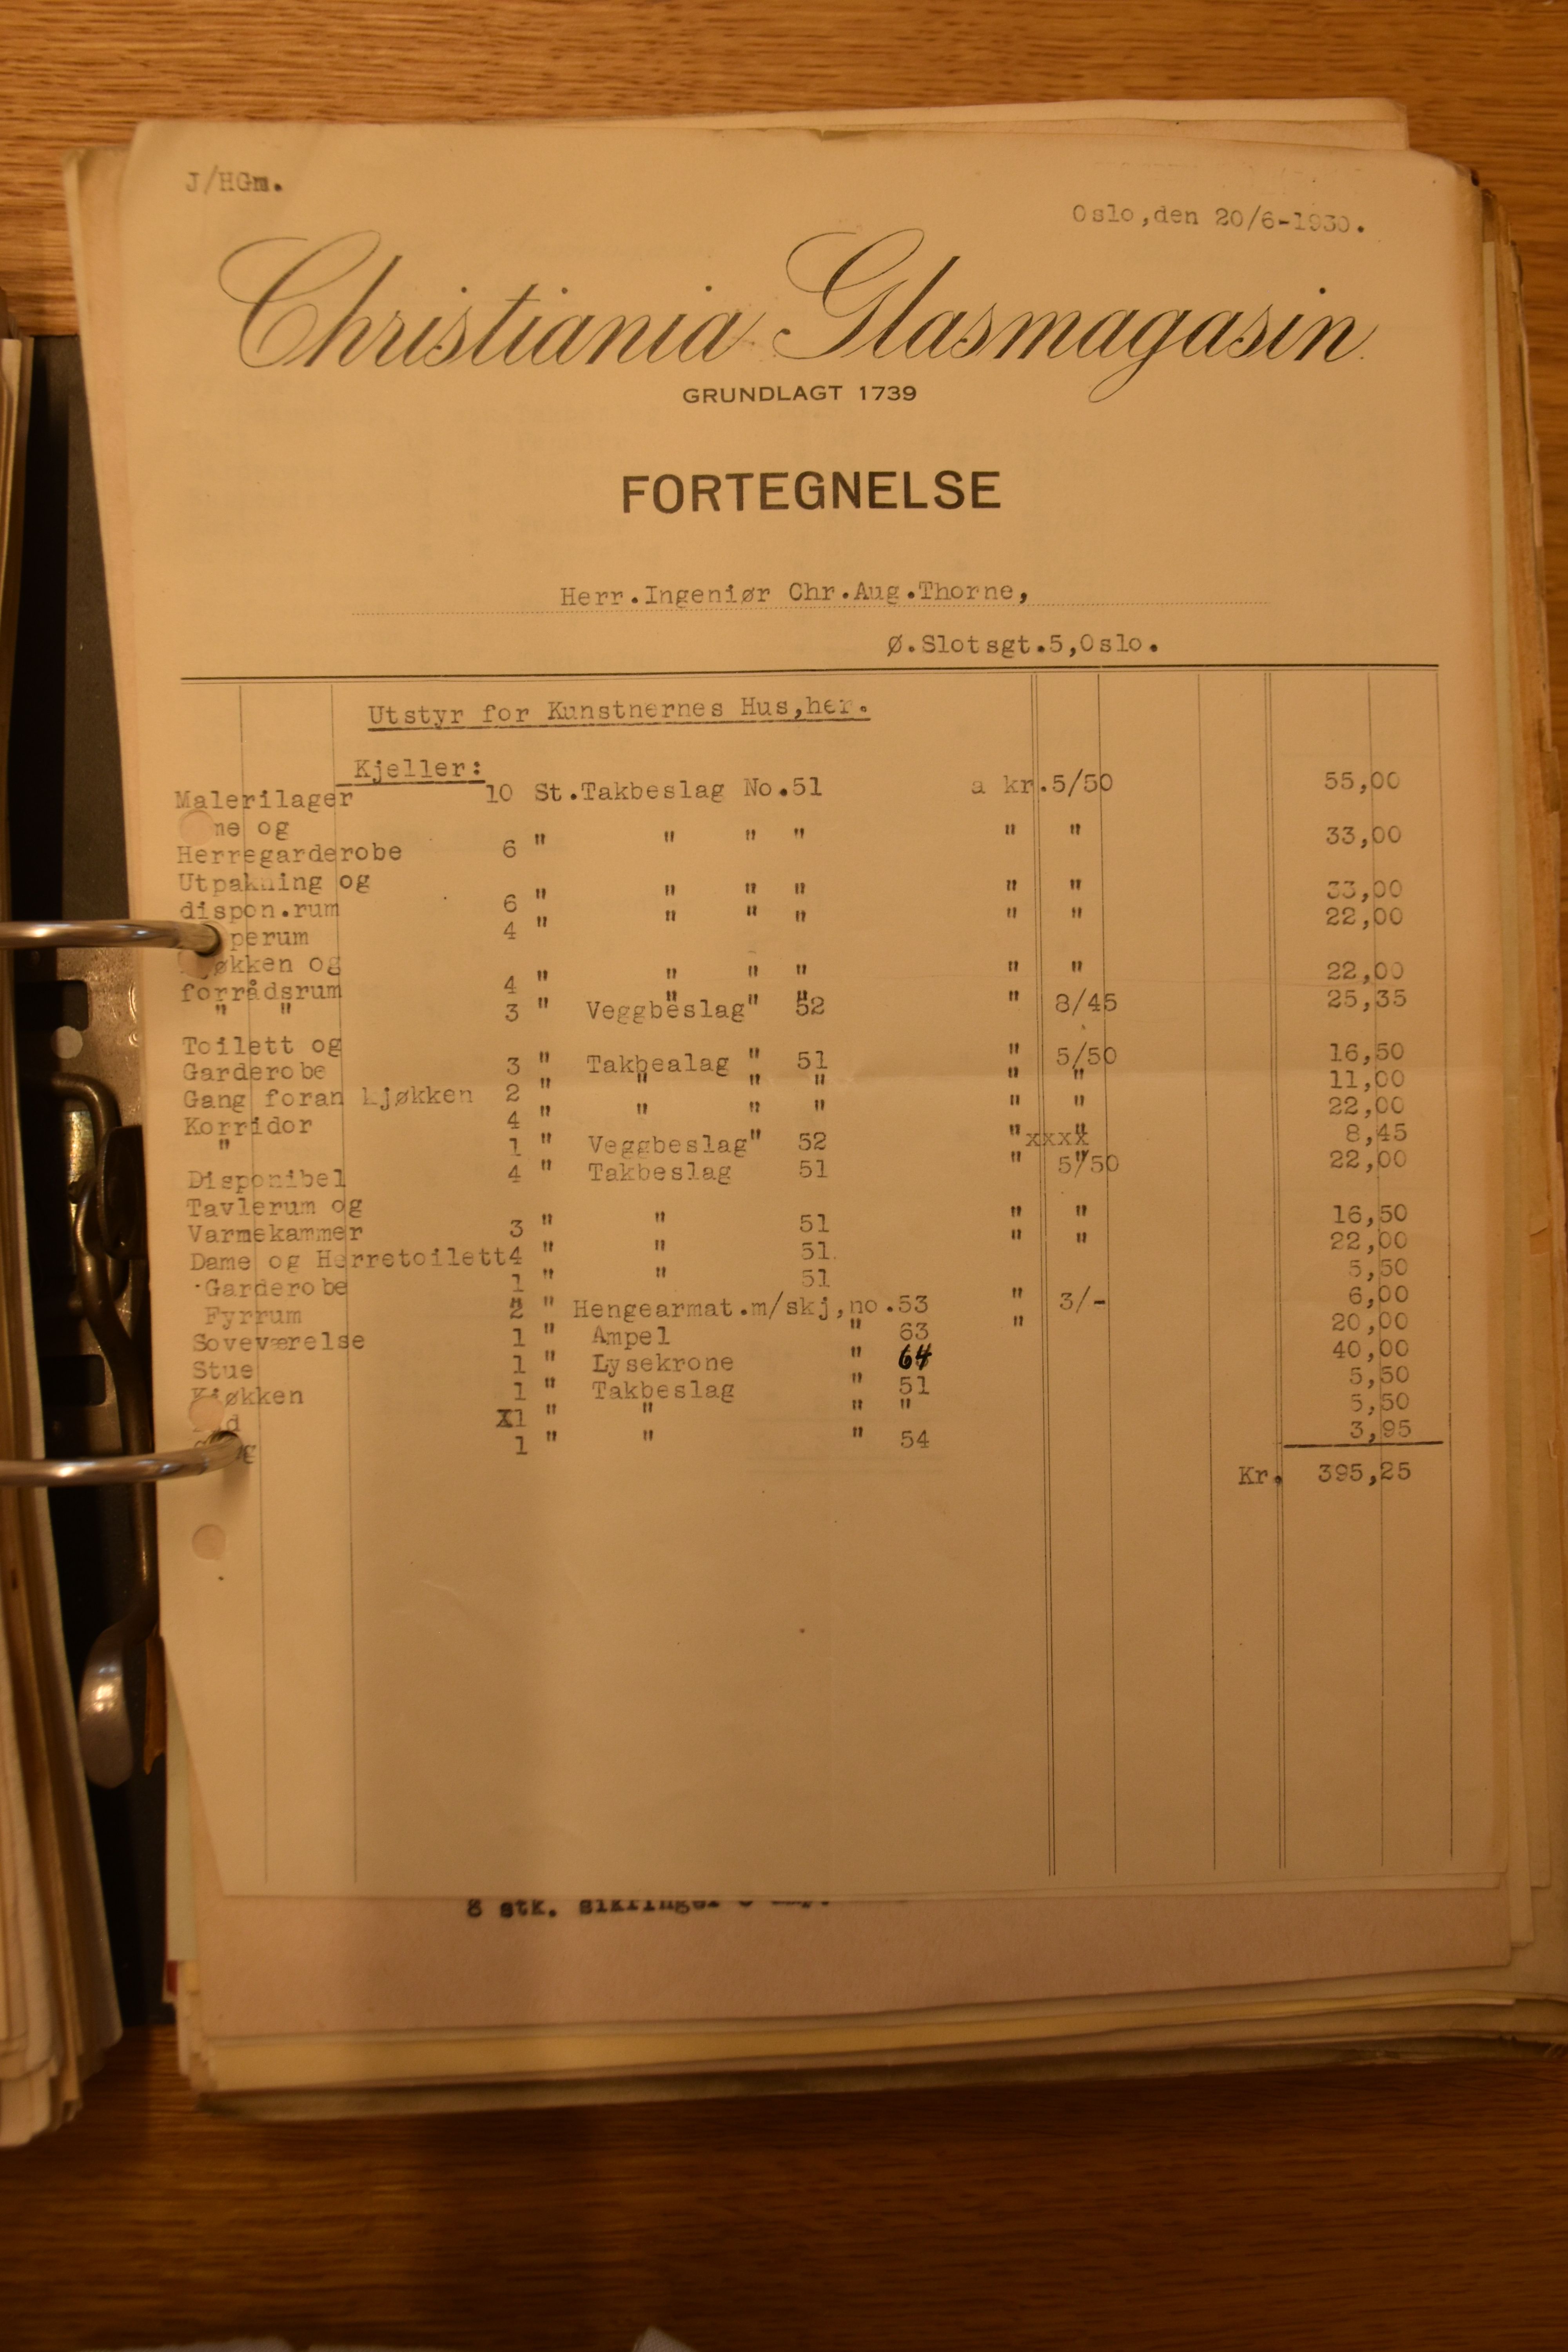 J/HGm.
Oslo,den 20/6-1930.
Christiania Glasmagasin
GRUNDLAGT 1739
FORTEGNELSE
Herr.Ingeniør Chr.Aug.Thorne,
Ø.Slotsgt.5,Oslo.
Utstyr for Kunstnernes Hus,her.
Kjeller:
Malerilager 10 St.Takbeslag No.51 a kr.5/50 55,00
og
Herregarderobe 6 " " " " " " 33,00
Utpakning og
dispon.rum 6 " " " " " " 33,00
4 " " " " " " 22,00
og
forrådsrum 4 " " " " " " 22,00
" " 3 " Veggbeslag" 52 " 8/45 25,35
Toilett og
Garderobe 3 " Takbealag " 51 " 5/50 16,50
Gang foran kjøkken 2 " " " " " " 11,00
Korridor 4 " " " " " " 22,00
" 1 " Veggbeslag" 52 " xxxx 8,45
Disponibel 4 " Takbeslag 51 " 5/50 22,00
Tavlerum og
Varmekammer 3 " " 51 " " 16,50
Dame og Herretoilett4 " " 51. " " 22,00
Garderobe 1 " " 51 5,50
Fyrrum 2 " Hengearmat.m/skj,no.53 " 3/- 6,00
Soveværelse 1 " Ampel " 63 " 20,00
Stue 1 " Lysekrone " 64 40,00
Kjøkken 1 " Takbeslag " 51 5,50
1 " " " " 5,50
1 " " " 54 3,95
Kr. 395,25
8 stk. sikringer